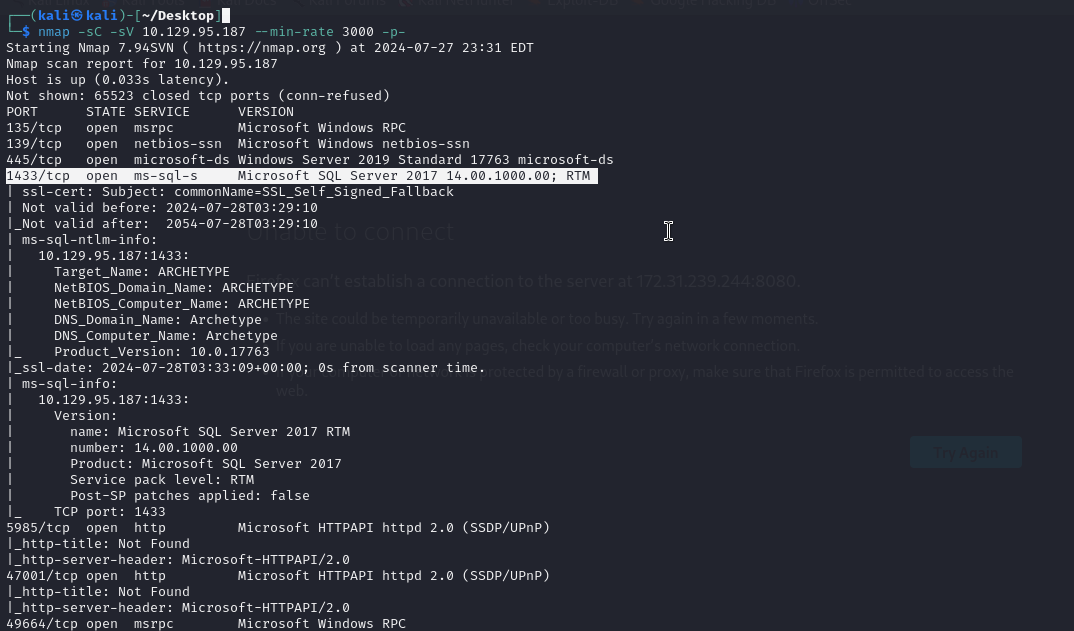 ┌──(kali㉿kali)-[~/Desktop]
└─$ nmap -sC -sV 10.129.95.187 --min-rate 3000 -p-
Starting Nmap 7.94SVN ( https://nmap.org ) at 2024-07-27 23:31 EDT
Nmap scan report for 10.129.95.187
Host is up (0.033s latency).
Not shown: 65523 closed tcp ports (conn-refused)
PORT      STATE SERVICE      VERSION
135/tcp   open  msrpc        Microsoft Windows RPC
139/tcp   open  netbios-ssn  Microsoft Windows netbios-ssn
445/tcp   open  microsoft-ds Windows Server 2019 Standard 17763 microsoft-ds
1433/tcp  open  ms-sql-s     Microsoft SQL Server 2017 14.00.1000.00; RTM
| ssl-cert: Subject: commonName=SSL_Self_Signed_Fallback
| Not valid before: 2024-07-28T03:29:10
|_Not valid after:  2054-07-28T03:29:10
Unable to connect
| ms-sql-ntlm-info:
|   10.129.95.187:1433:
|     Target_Name: ARCHETYPE
|     NetBIOS_Domain_Name: ARCHETYPE
Firefox can't establish a connection to the server at 172.31.239.244:8080.
|     NetBIOS_Computer_Name: ARCHETYPE
|     DNS_Domain_Name: Archetype
The site could be temporarily unavailable or too busy. Try again in a few moments.
|     DNS_Computer_Name: Archetype
|_    Product_Version: 10.0.17763
If you are unable to load any pages, check your computer's network connection.
|_ssl-date: 2024-07-28T03:33:09+00:00; 0s from scanner time.
protected by a firewall or proxy, make sure that Firefox is permitted to access the
web.
| ms-sql-info:
|   10.129.95.187:1433:
|     Version:
|       name: Microsoft SQL Server 2017 RTM
|       number: 14.00.1000.00
Try Again
|       Product: Microsoft SQL Server 2017
|       Service pack level: RTM
|       Post-SP patches applied: false
|_    TCP port: 1433
5985/tcp  open  http         Microsoft HTTPAPI httpd 2.0 (SSDP/UPnP)
|_http-title: Not Found
|_http-server-header: Microsoft-HTTPAPI/2.0
47001/tcp open  http         Microsoft HTTPAPI httpd 2.0 (SSDP/UPnP)
|_http-title: Not Found
|_http-server-header: Microsoft-HTTPAPI/2.0
49664/tcp open  msrpc        Microsoft Windows RPC